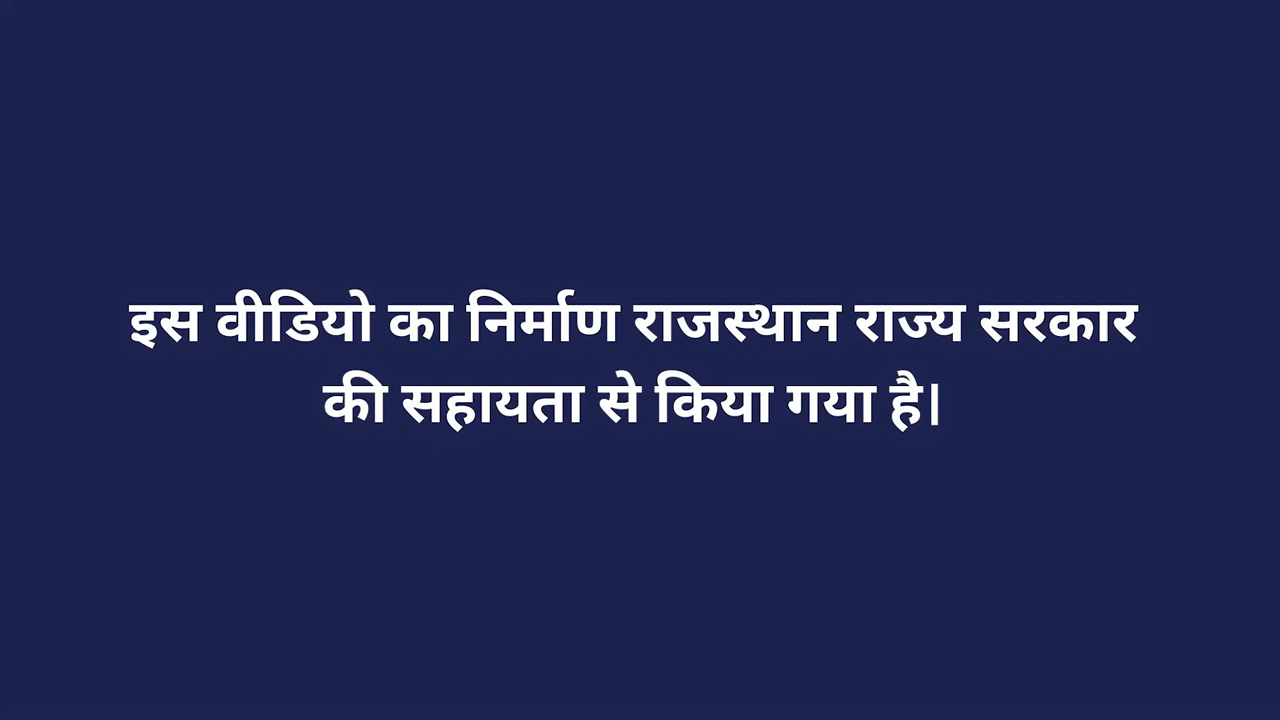 इस वीडियो का निर्माण राजस्थान राज्य सरकार
की सहायता से किया गया है।